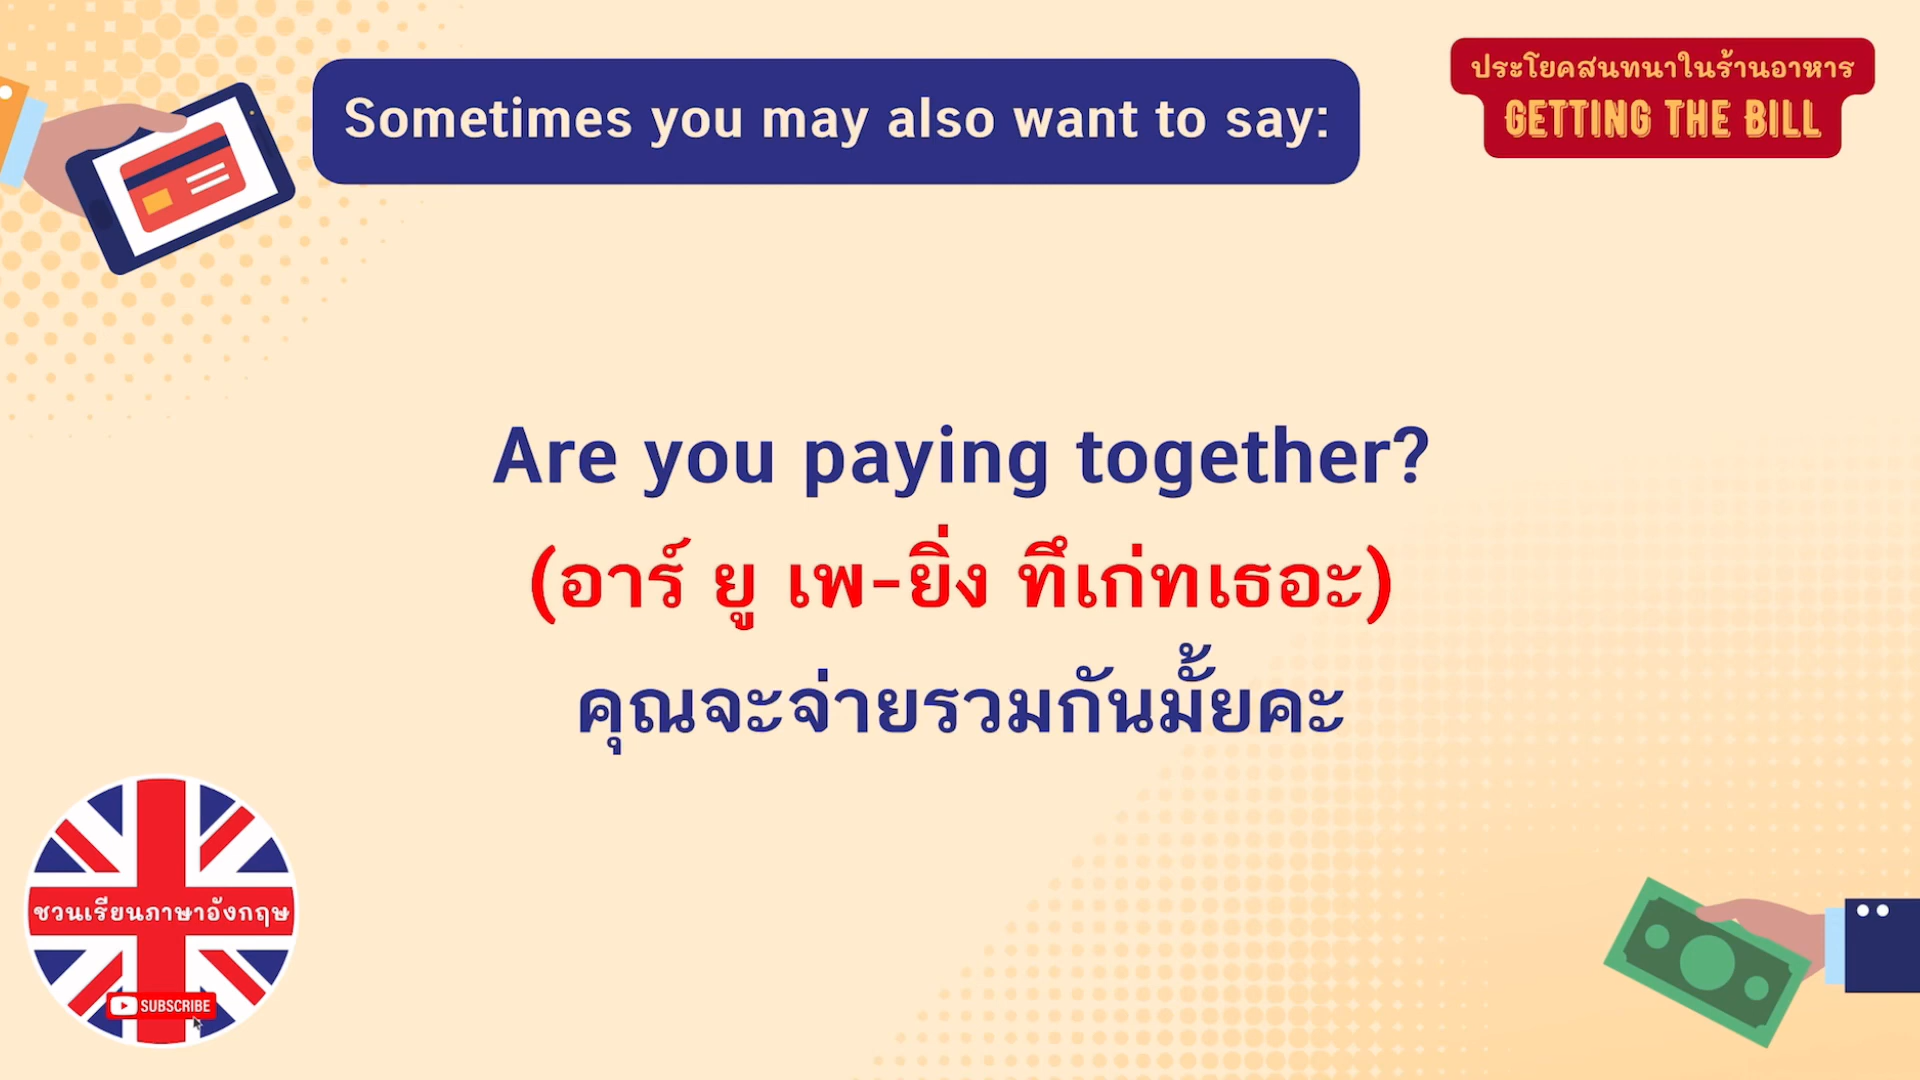 Sometimes you may also want to say:
ประโยคสนทนาในร้านอาหาร
GETTING THE BILL
Are you paying together?
(อาร์ ยู เพ-ยิ่ง ทึเก่ทเธอะ)
คุณจะจ่ายรวมกันมั้ยคะ
ชวนเรียนภาษาอังกฤษ
SUBSCRIBE